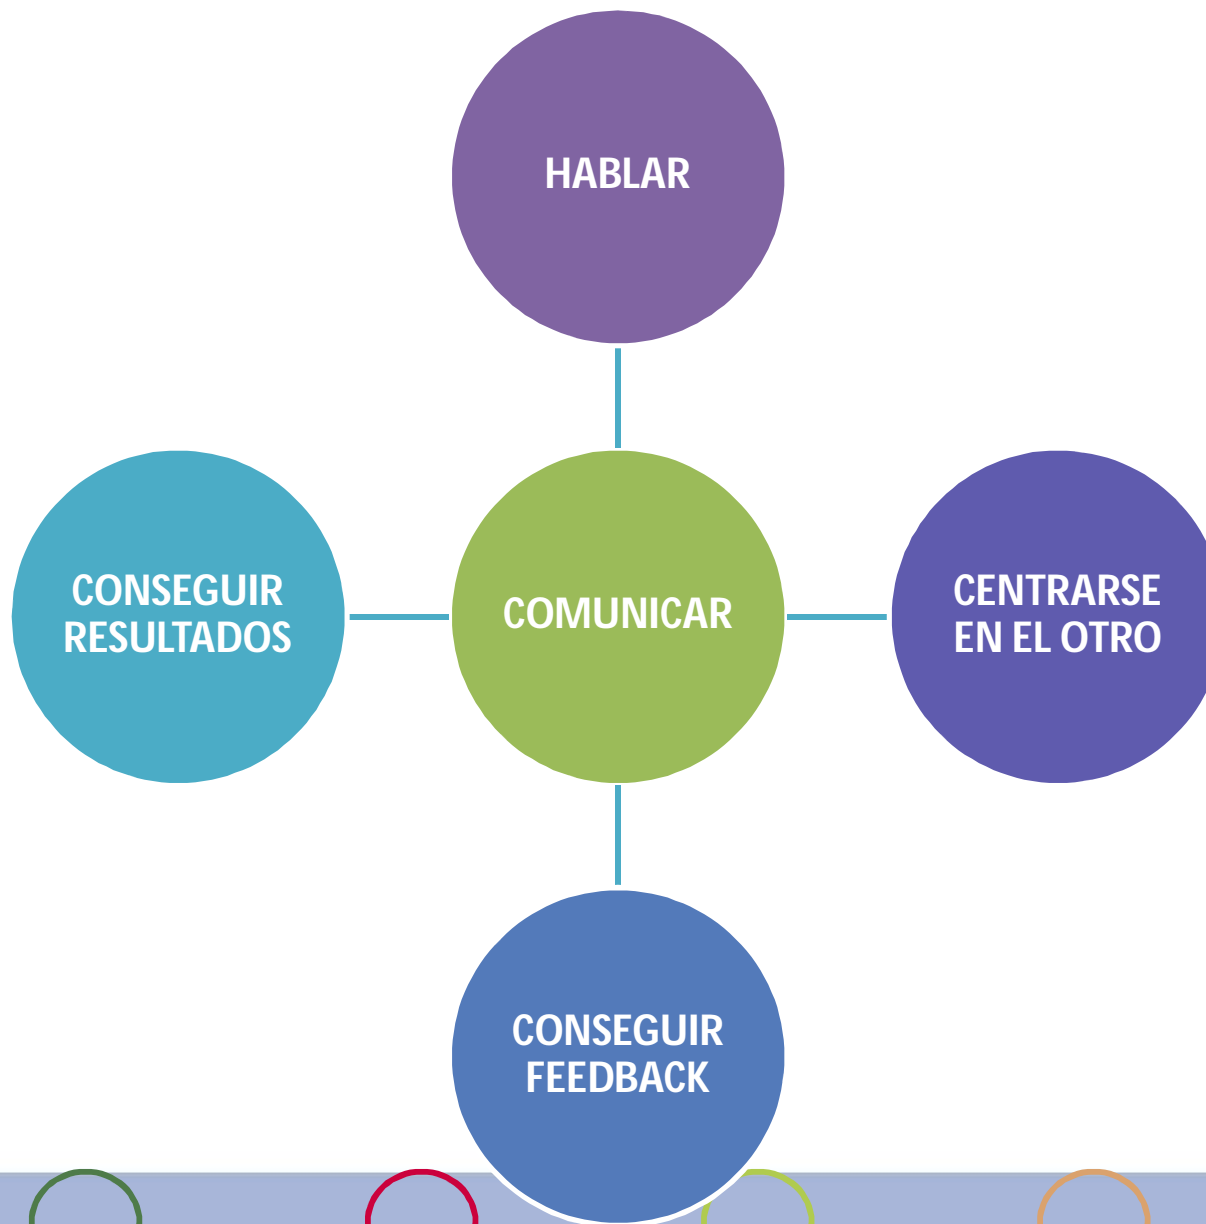 HABLAR
CONSEGUIR
RESULTADOS
COMUNICAR
CENTRARSE
EN EL OTRO
CONSEGUIR
FEEDBACK